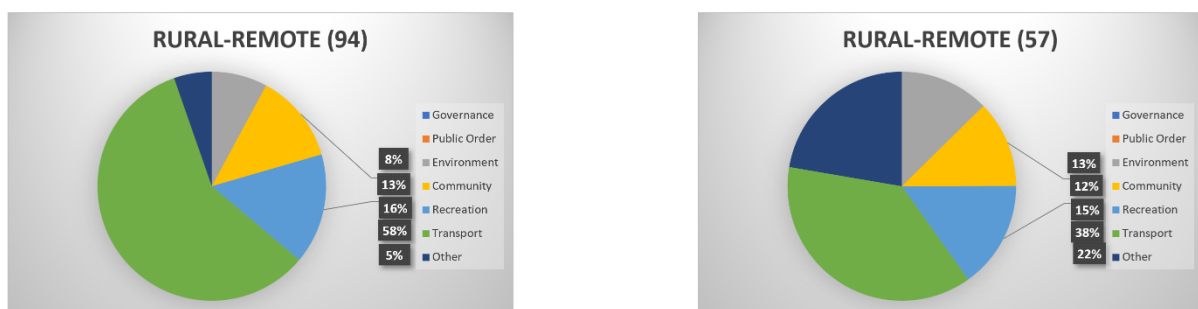 RURAL-REMOTE (94)
Governance
Public Order
8% Environment
13% Community
16% Recreation
58% Transport
5% Other
RURAL-REMOTE (57)
Governance
Public Order
13% Environment
12% Community
15% Recreation
38% Transport
22% Other